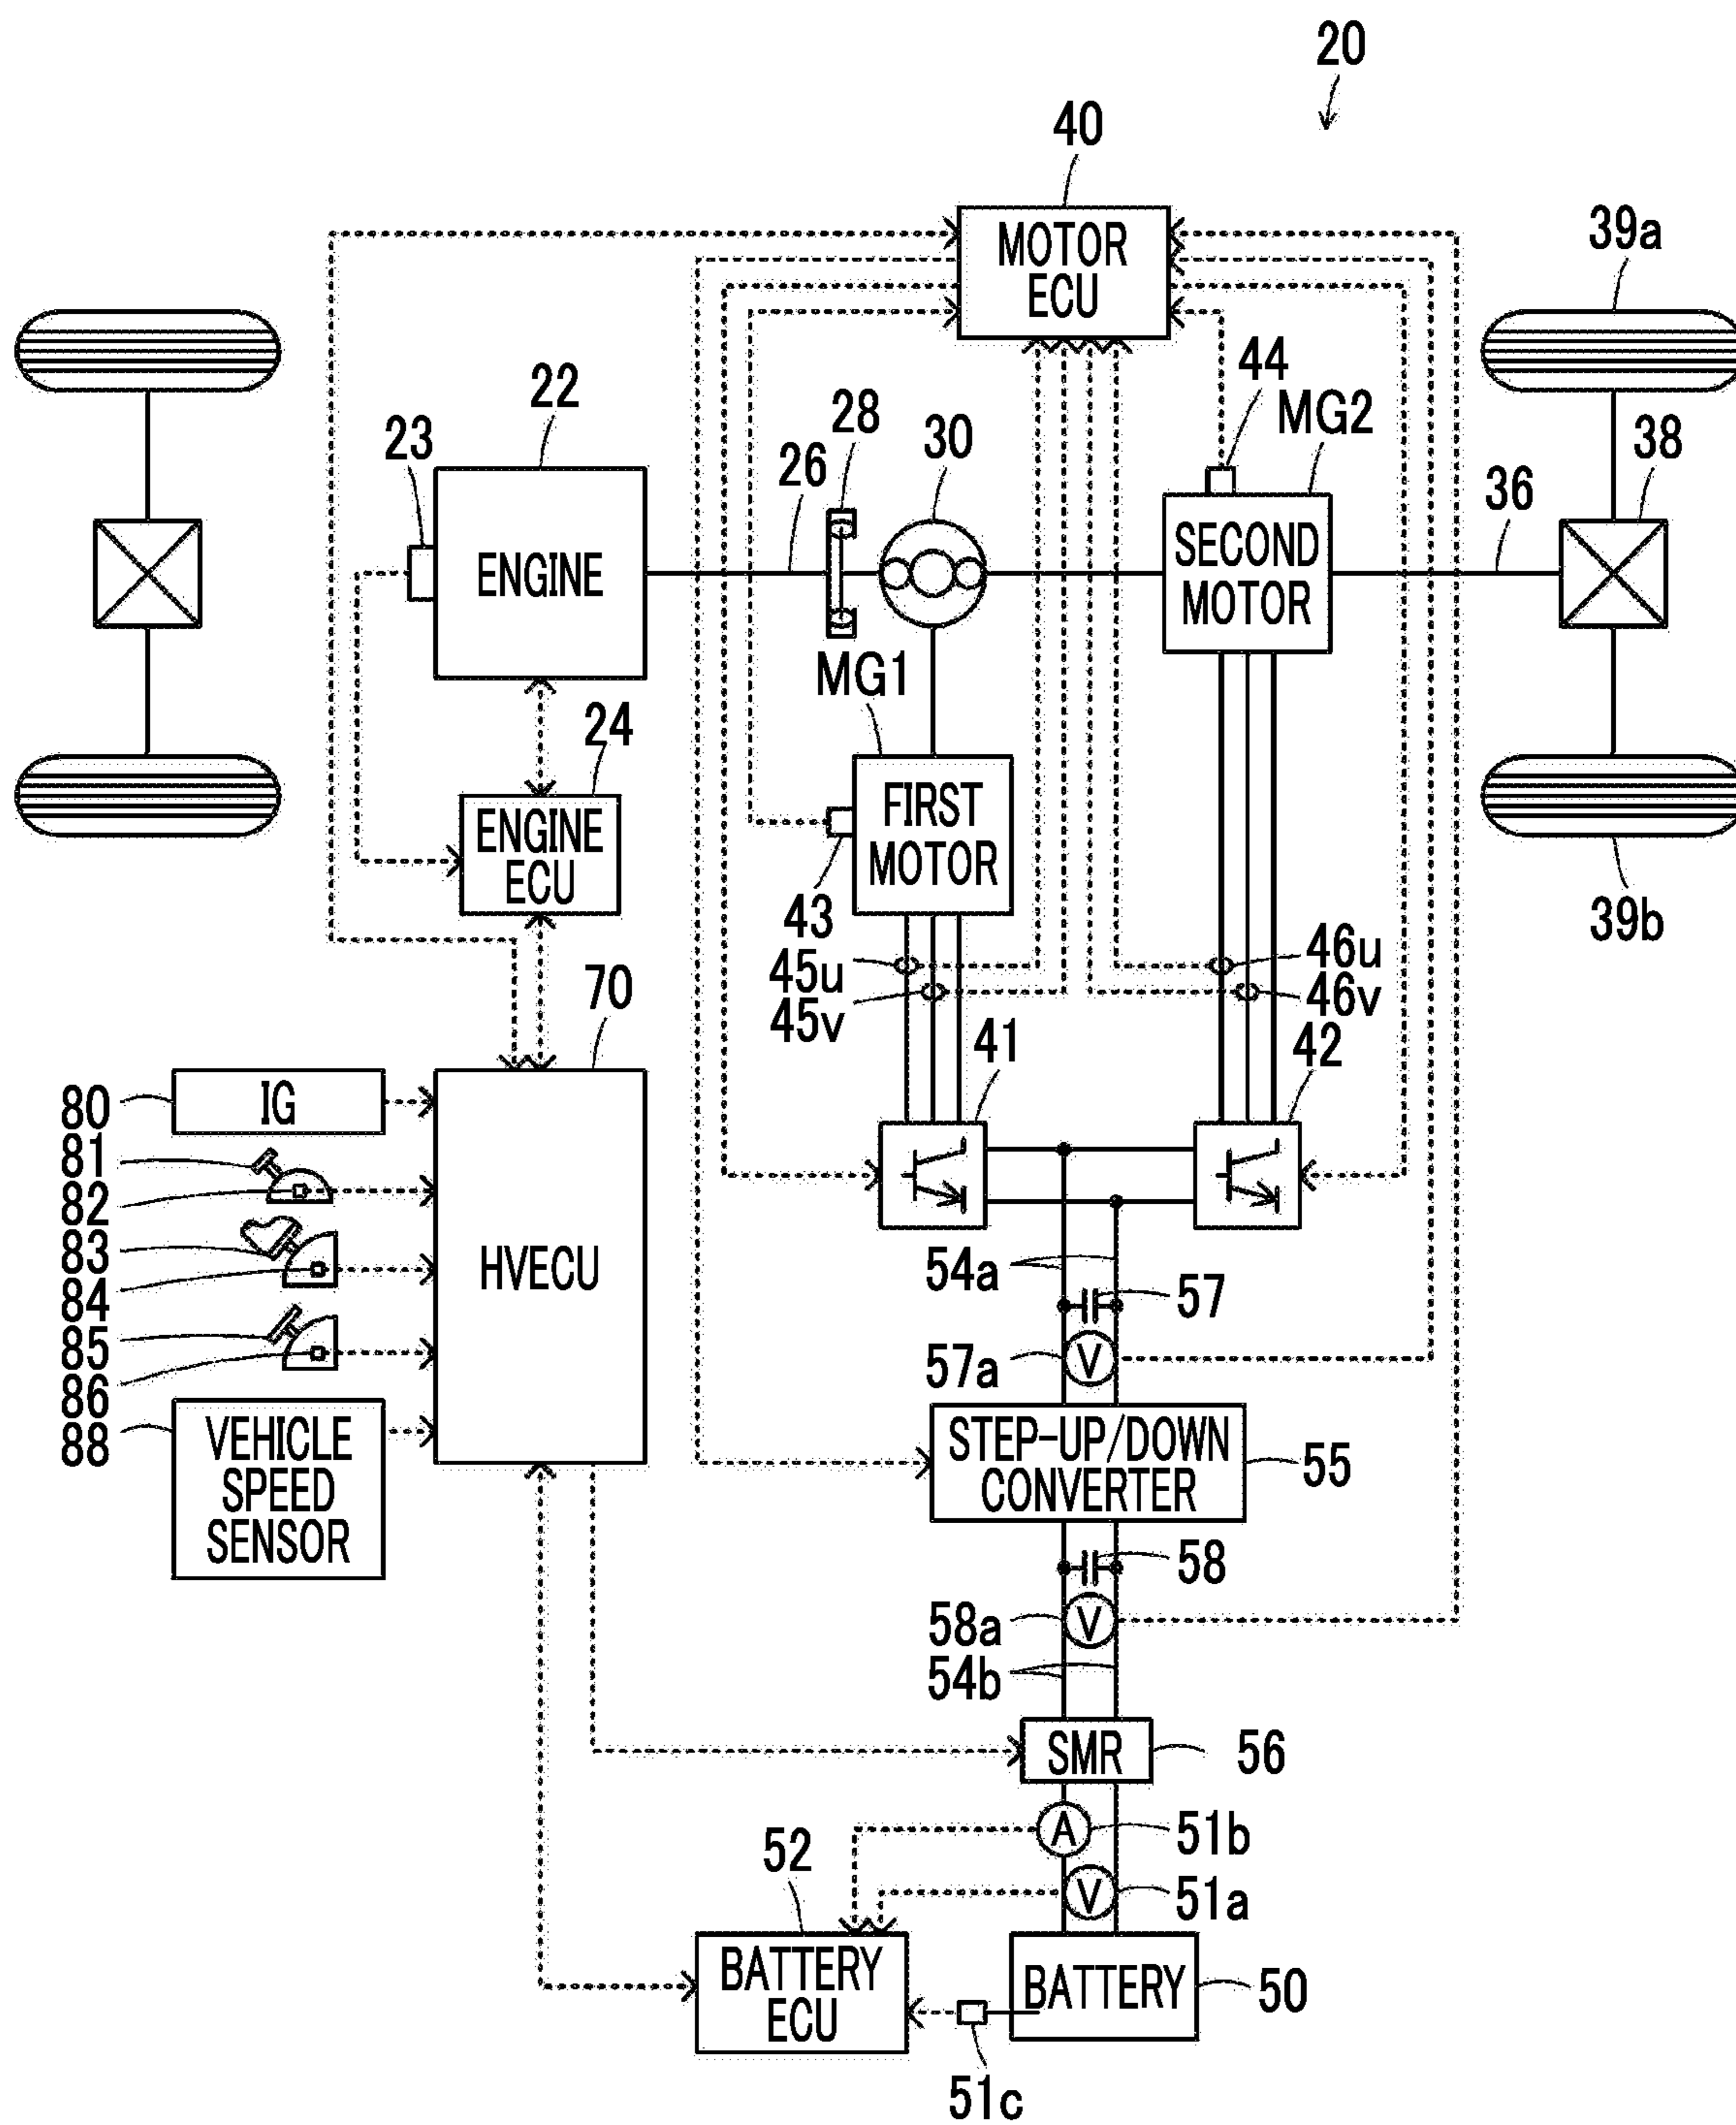 20
40
MOTOR
ECU
39a
44
MG2
22
28
30
23
26
38
36
ENGINE
SECOND
MOTOR
MG1
24
FIRST
MOTOR
ENGINE
ECU
43
39b
45u
45v
46u
46v
70
41
42
80
IG
81
82
83
84
85
86
88
HVECU
54a
57
57a
VEHICLE
SPEED
SENSOR
STEP-UP/DOWN
CONVERTER
55
58
58a
54b
SMR
56
A
51b
52
V
51a
V
V
BATTERY
ECU
BATTERY
50
51c